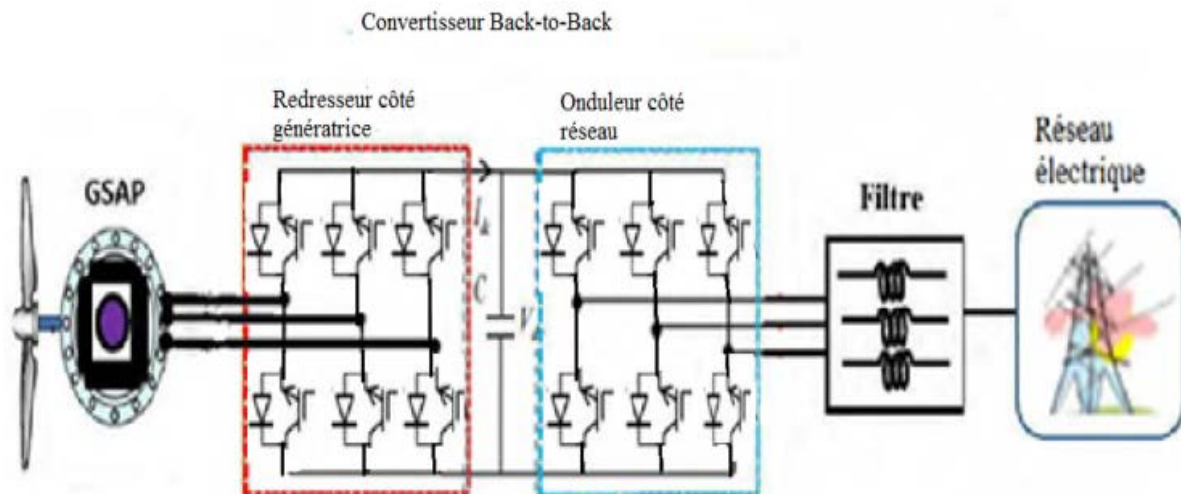 Convertisseur Back-to-Back
Redresseur côté
génératrice
Onduleur côté
réseau
Réseau
électrique
GSAP
Filtre
C
V